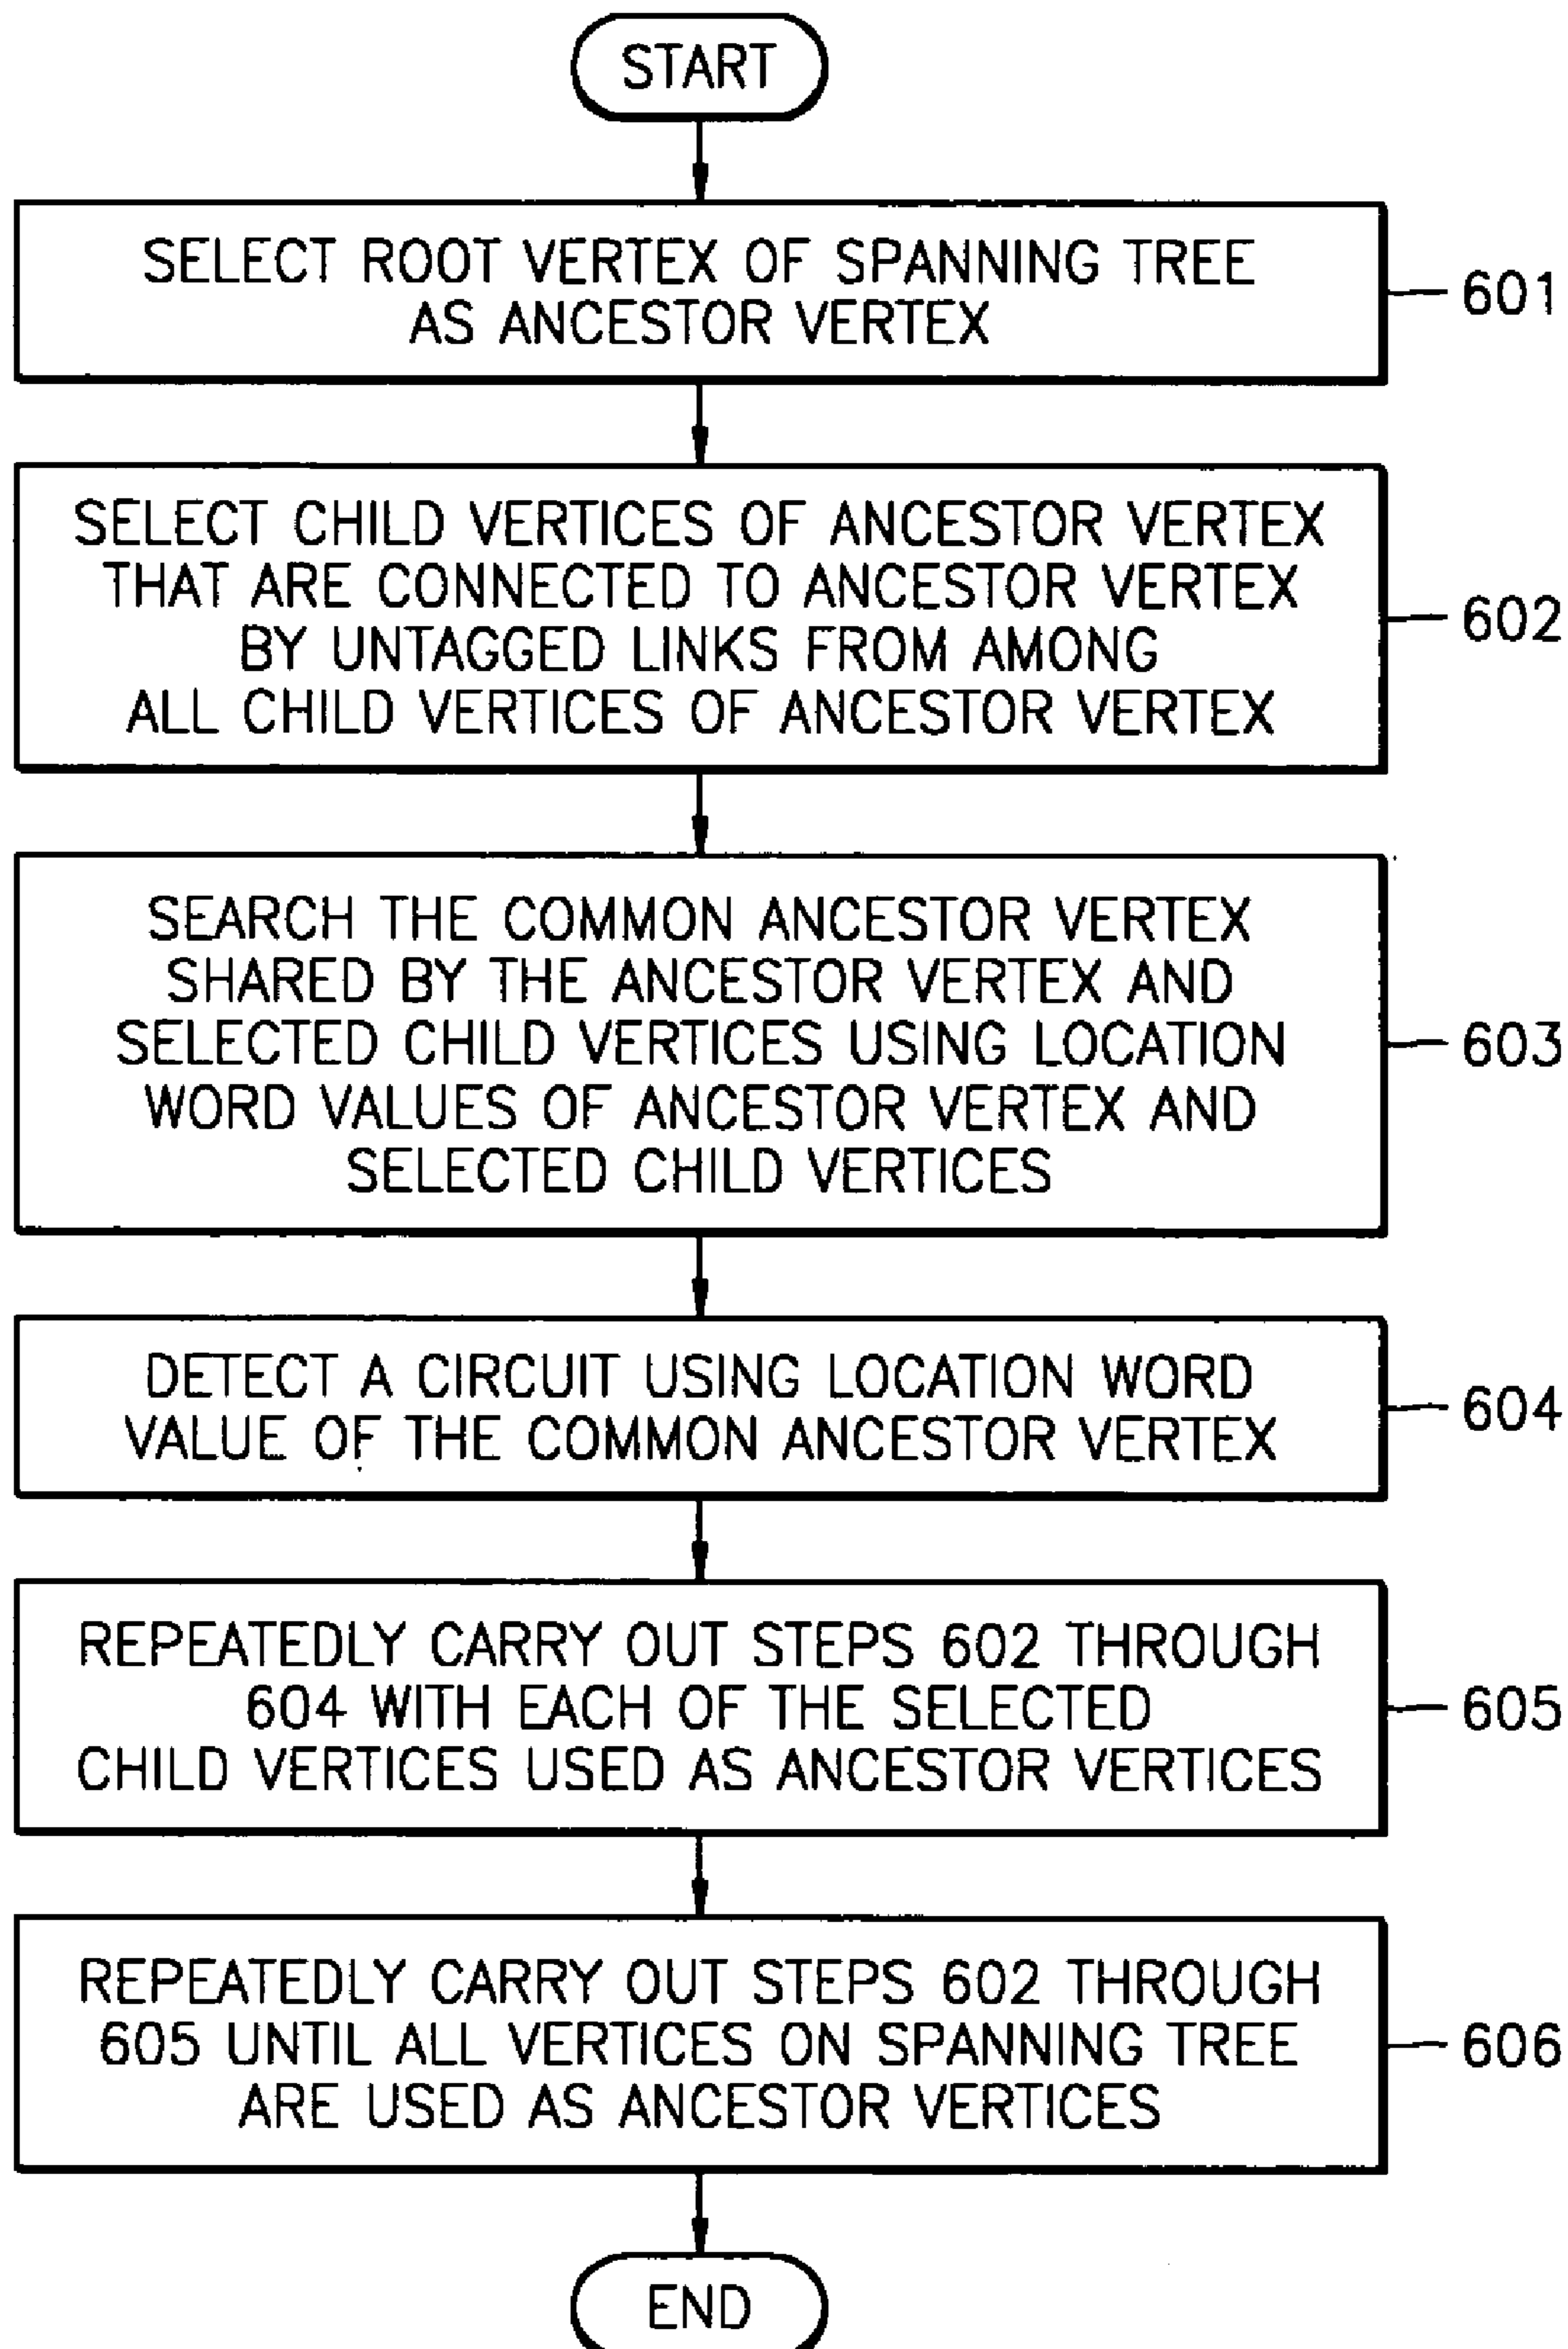 START
SELECT ROOT VERTEX OF SPANNING TREE
AS ANCESTOR VERTEX
601
SELECT CHILD VERTICES OF ANCESTOR VERTEX
THAT ARE CONNECTED TO ANCESTOR VERTEX
BY UNTAGGED LINKS FROM AMONG
ALL CHILD VERTICES OF ANCESTOR VERTEX
602
SEARCH THE COMMON ANCESTOR VERTEX
SHARED BY THE ANCESTOR VERTEX AND
SELECTED CHILD VERTICES USING LOCATION
WORD VALUES OF ANCESTOR VERTEX AND
SELECTED CHILD VERTICES
603
DETECT A CIRCUIT USING LOCATION WORD
VALUE OF THE COMMON ANCESTOR VERTEX
604
REPEATEDLY CARRY OUT STEPS 602 THROUGH
604 WITH EACH OF THE SELECTED
CHILD VERTICES USED AS ANCESTOR VERTICES
605
REPEATEDLY CARRY OUT STEPS 602 THROUGH
605 UNTIL ALL VERTICES ON SPANNING TREE
ARE USED AS ANCESTOR VERTICES
606
END